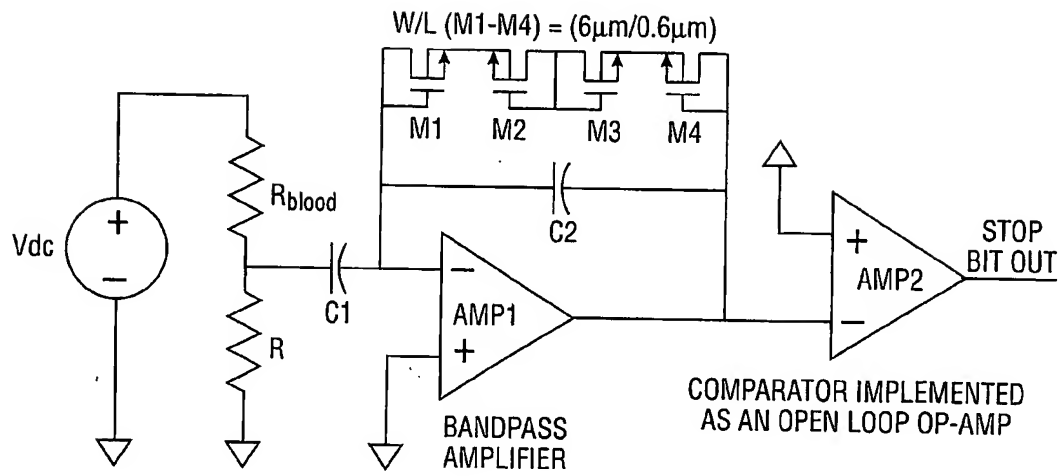 W/L (M1-M4) = (6µm/0.6µm)
M1 M2 M3 M4
Rblood
C2
+
Vdc
−
C1
−
AMP1
+
R
+
AMP2
−
STOP
BIT OUT
BANDPASS
AMPLIFIER
COMPARATOR IMPLEMENTED
AS AN OPEN LOOP OP-AMP